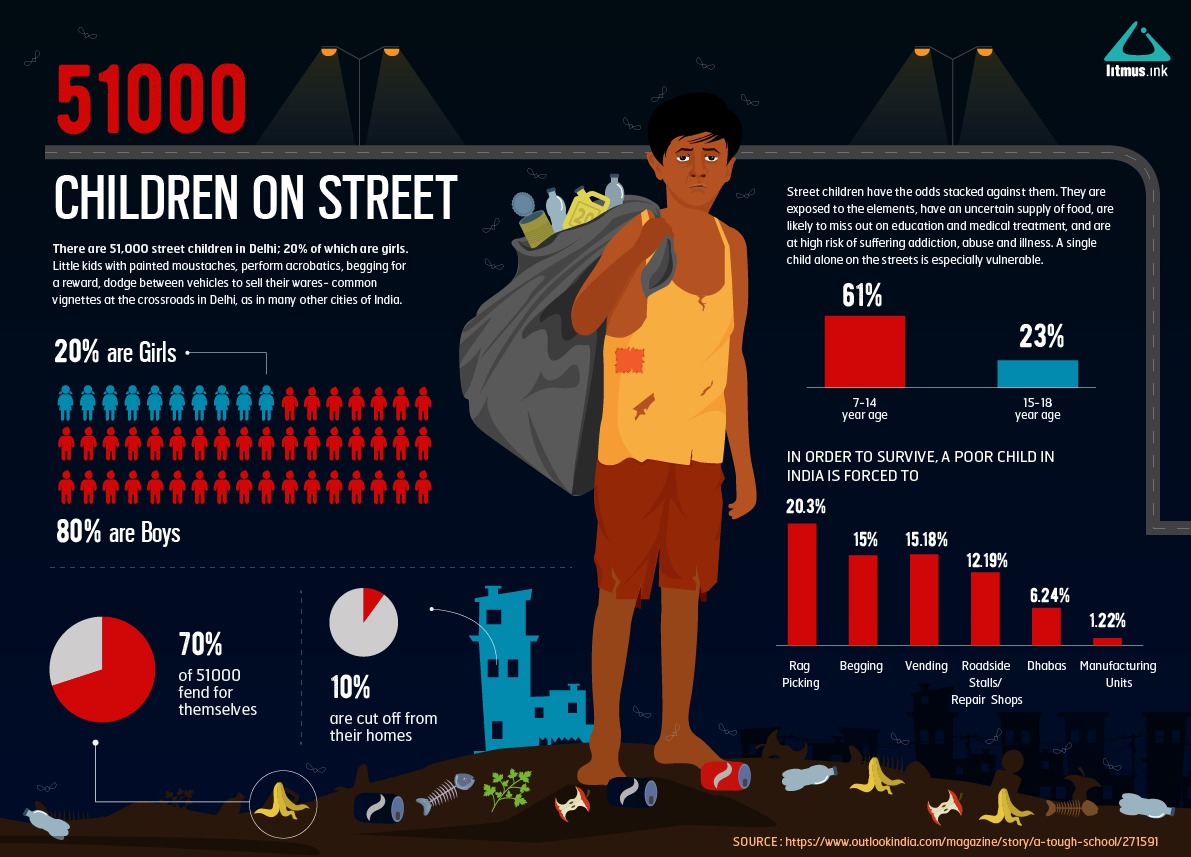 51000
CHILDREN ON STREET
There are 51,000 street children in Delhi; 20% of which are girls.
Little kids with painted moustaches, perform acrobatics, begging for
a reward, dodge between vehicles to sell their wares- common
vignettes at the crossroads in Delhi, as in many other cities of India.
20% are Girls
80% are Boys
70%
of 51000
fend for
themselves
10%
are cut off from
their homes
20
litmus.ink
Street children have the odds stacked against them. They are
exposed to the elements, have an uncertain supply of food, are
likely to miss out on education and medical treatment, and are
at high risk of suffering addiction, abuse and illness. A single
child alone on the streets is especially vulnerable.
61%
23%
7-14
year age
15-18
year age
IN ORDER TO SURVIVE, A POOR CHILD IN
INDIA IS FORCED TO
20.3%
15%
15.18%
12.19%
6.24%
1.22%
Rag
Picking
Begging
Vending
Roadside
Stalls/
Repair Shops
Dhabas
Manufacturing
Units
SOURCE : https://www.outlookindia.com/magazine/story/a-tough-school/271591